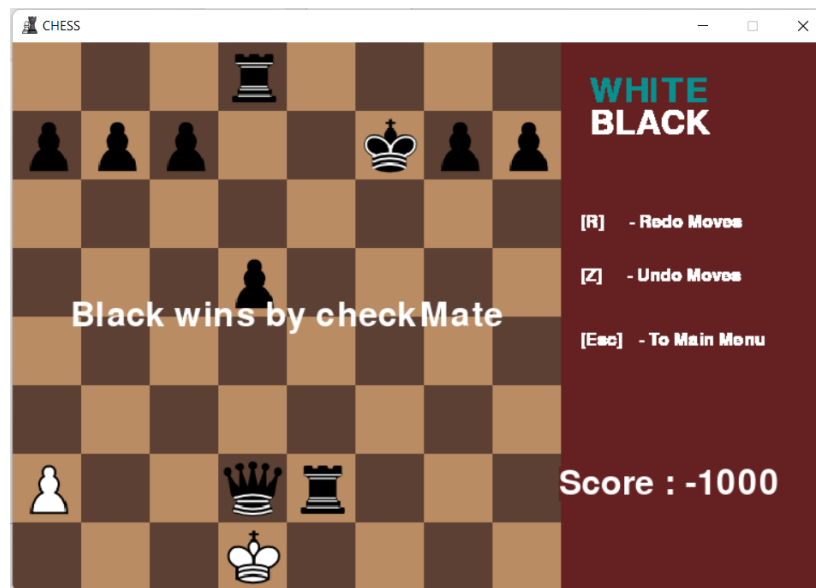 CHESS
WHITE
BLACK
[R] - Redo Moves
[Z] - Undo Moves
Black wins by checkMate
[Esc] - To Main Menu
Score : -1000